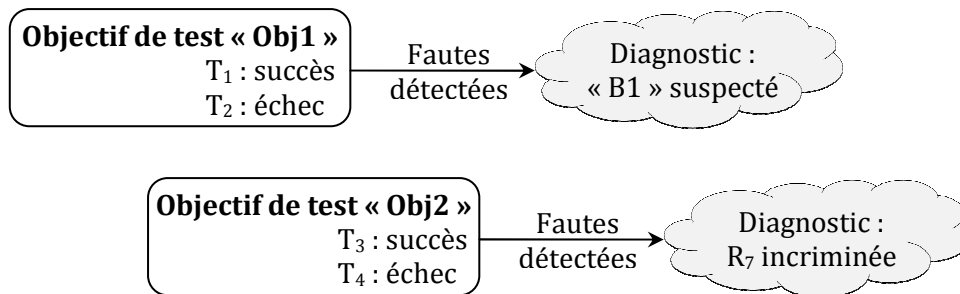 Objectif de test « Obj1 »
T₁ : succès
T₂ : échec
Fautes
détectées
Diagnostic :
« B1 » suspecté
Objectif de test « Obj2 »
T₃ : succès
T₄ : échec
Fautes
détectées
Diagnostic :
R₇ incriminée